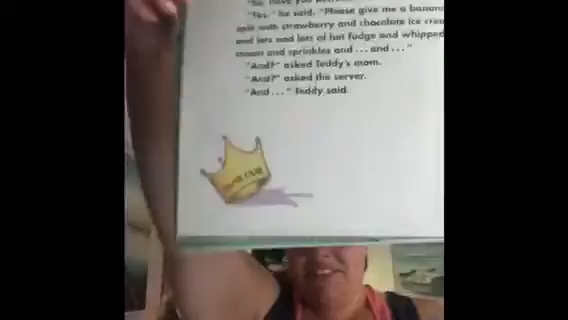 "Yes," he said. "Please give me a banana
split with strawberry and chocolate ice crea
and lots and lots of hot fudge and whipped
cream and sprinkles and ... and ..."
"And?" asked Teddy's mom.
"And?" asked the server.
"And ... " Teddy said.